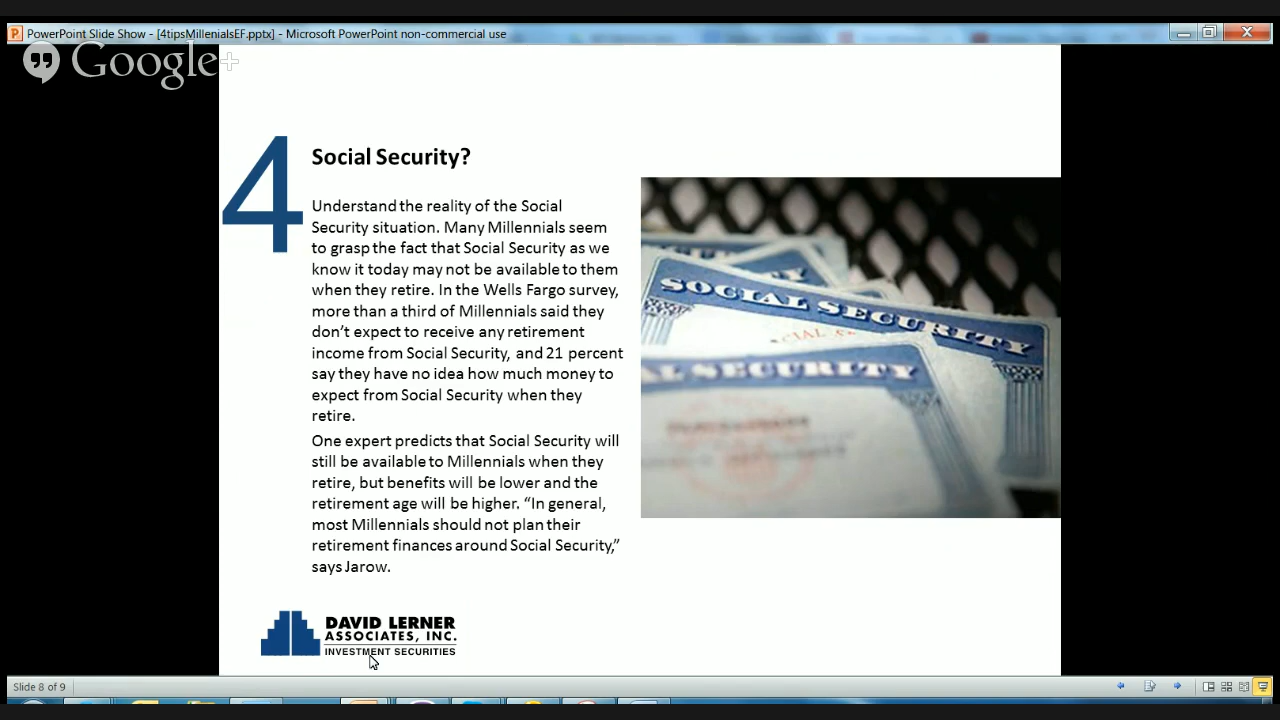 PowerPoint Slide Show - [4tipsMillenialsEF.pptx] - Microsoft PowerPoint non-commercial use
Google+
4
Social Security?
Understand the reality of the Social
Security situation. Many Millennials seem
to grasp the fact that Social Security as we
know it today may not be available to them
when they retire. In the Wells Fargo survey,
more than a third of Millennials said they
don’t expect to receive any retirement
income from Social Security, and 21 percent
say they have no idea how much money to
expect from Social Security when they
retire.
One expert predicts that Social Security will
still be available to Millennials when they
retire, but benefits will be lower and the
retirement age will be higher. “In general,
most Millennials should not plan their
retirement finances around Social Security,”
says Jarow.
SOCIAL SECURITY
AL SECURITY
DAVID LERNER
ASSOCIATES, INC.
INVESTMENT SECURITIES
Slide 8 of 9